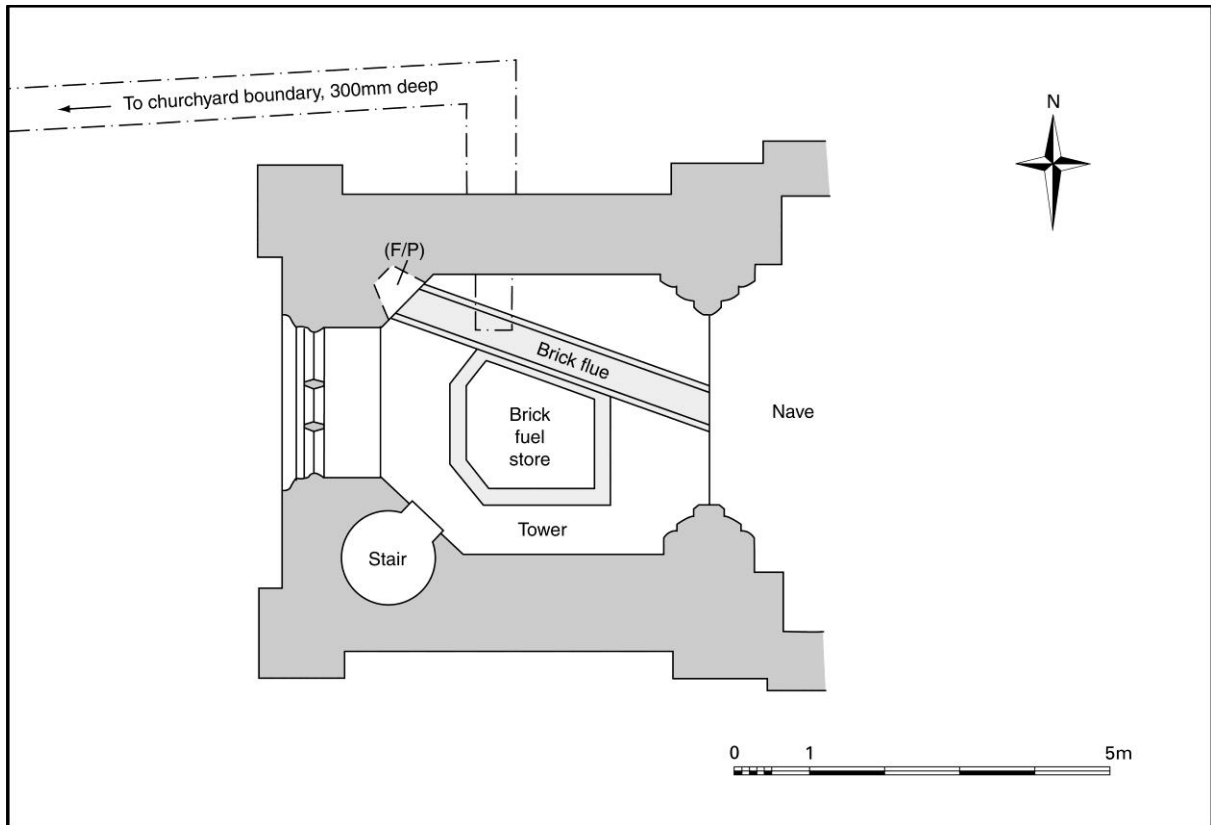 To churchyard boundary, 300mm deep
N
(F/P)
Brick flue
Nave
Brick
fuel
store
Tower
Stair
0 1 5m